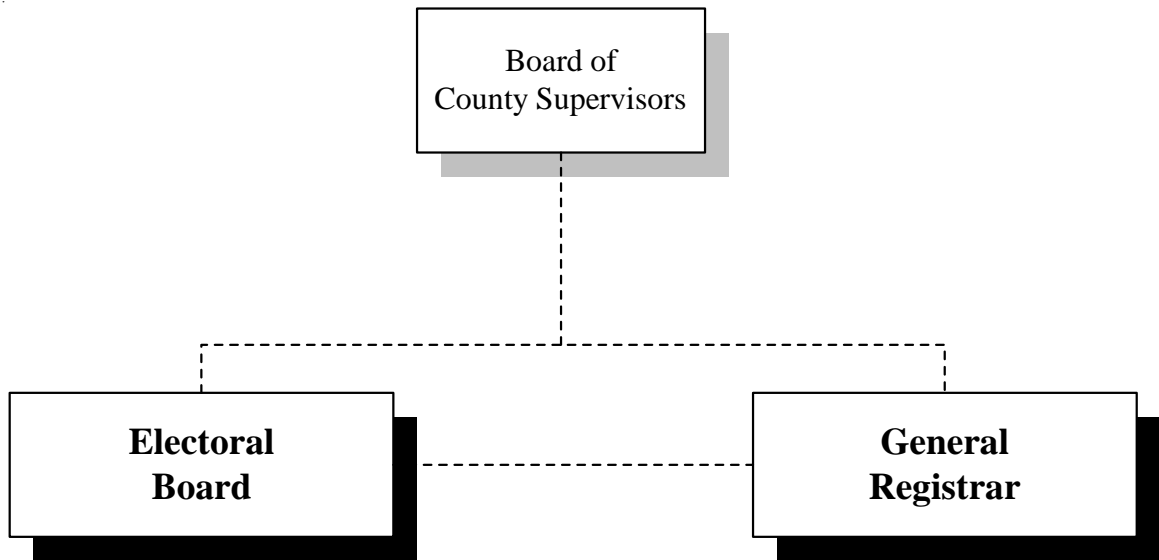 Board of
County Supervisors
Electoral
Board
General
Registrar